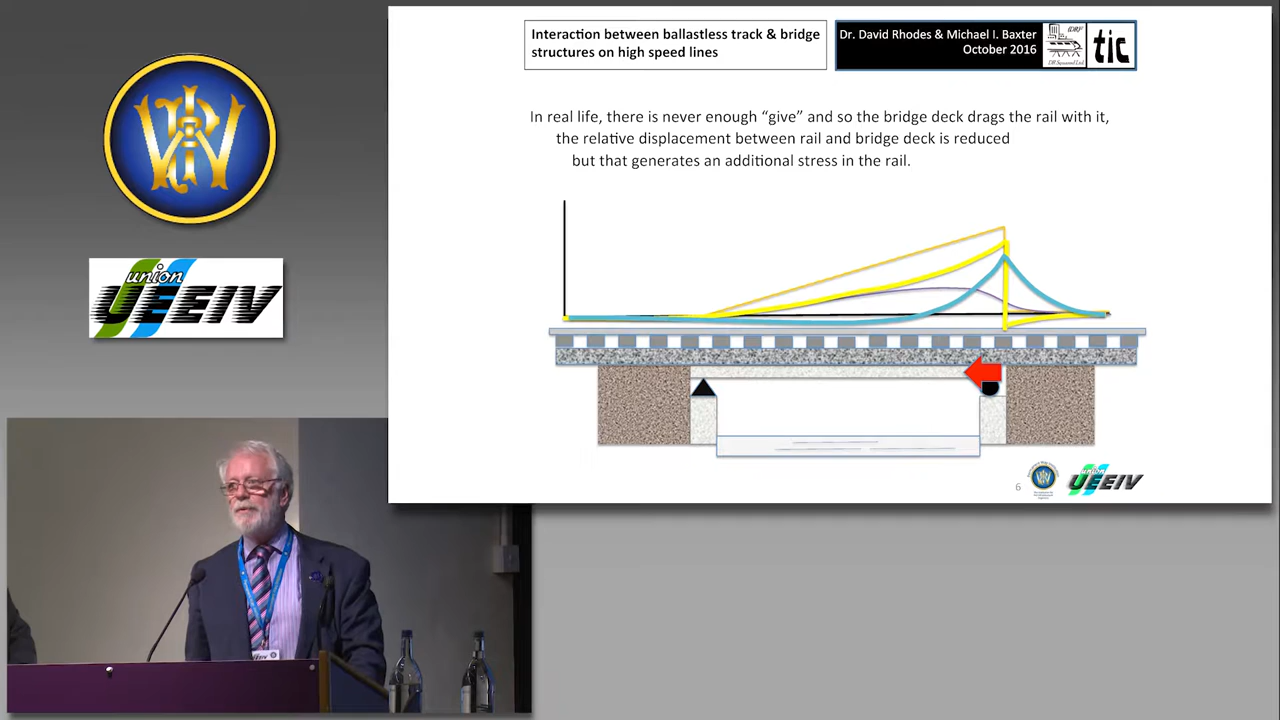 Interaction between ballastless track & bridge
structures on high speed lines
Dr. David Rhodes & Michael I. Baxter
October 2016
IDRF
tic
union
UEEIV
In real life, there is never enough “give” and so the bridge deck drags the rail with it,
the relative displacement between rail and bridge deck is reduced
but that generates an additional stress in the rail.
6
union
UEEIV
UEEIV